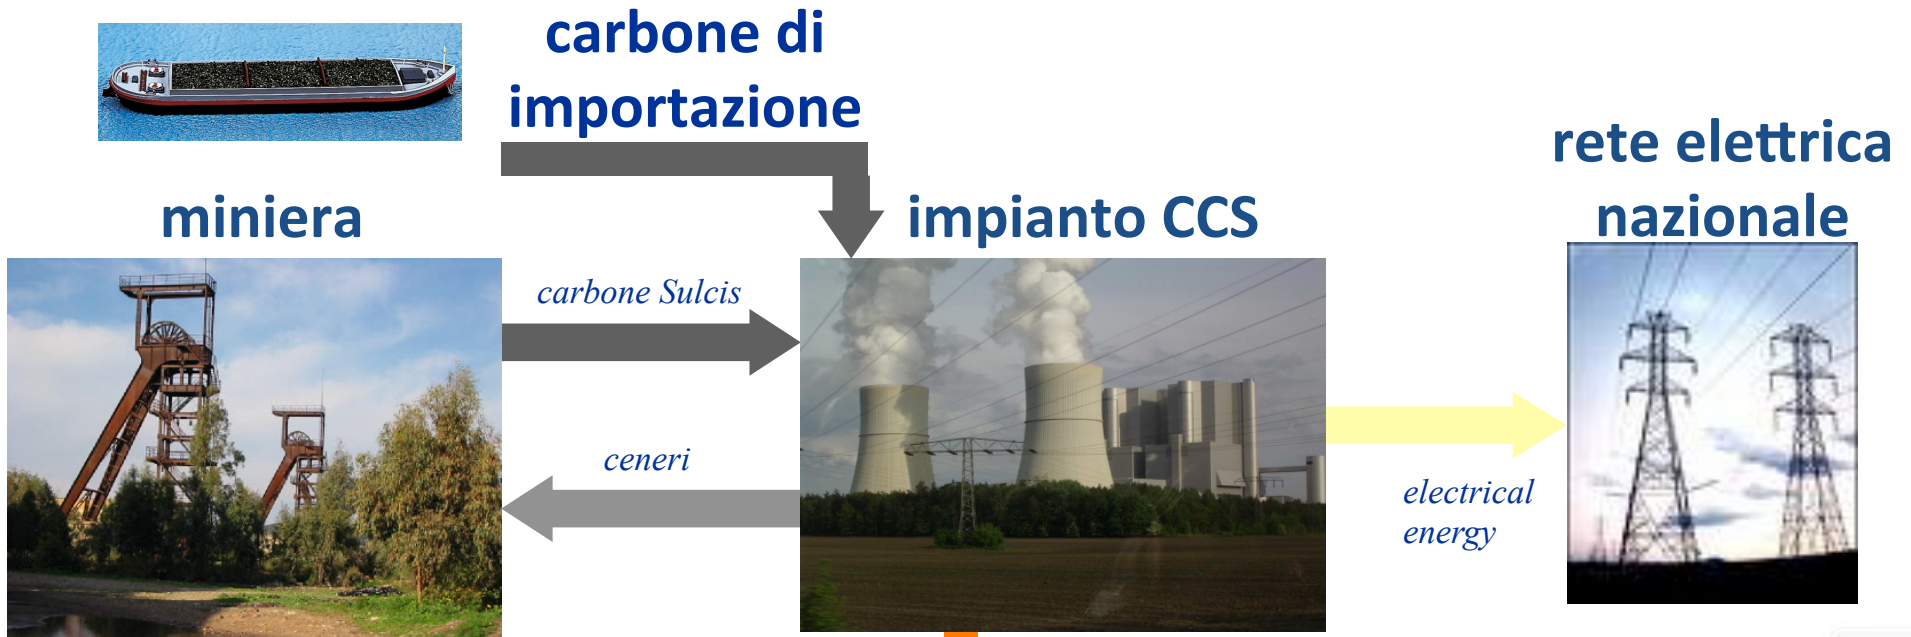 carbone di
importazione
rete elettrica
nazionale
miniera
impianto CCS
carbone Sulcis
ceneri
electrical
energy